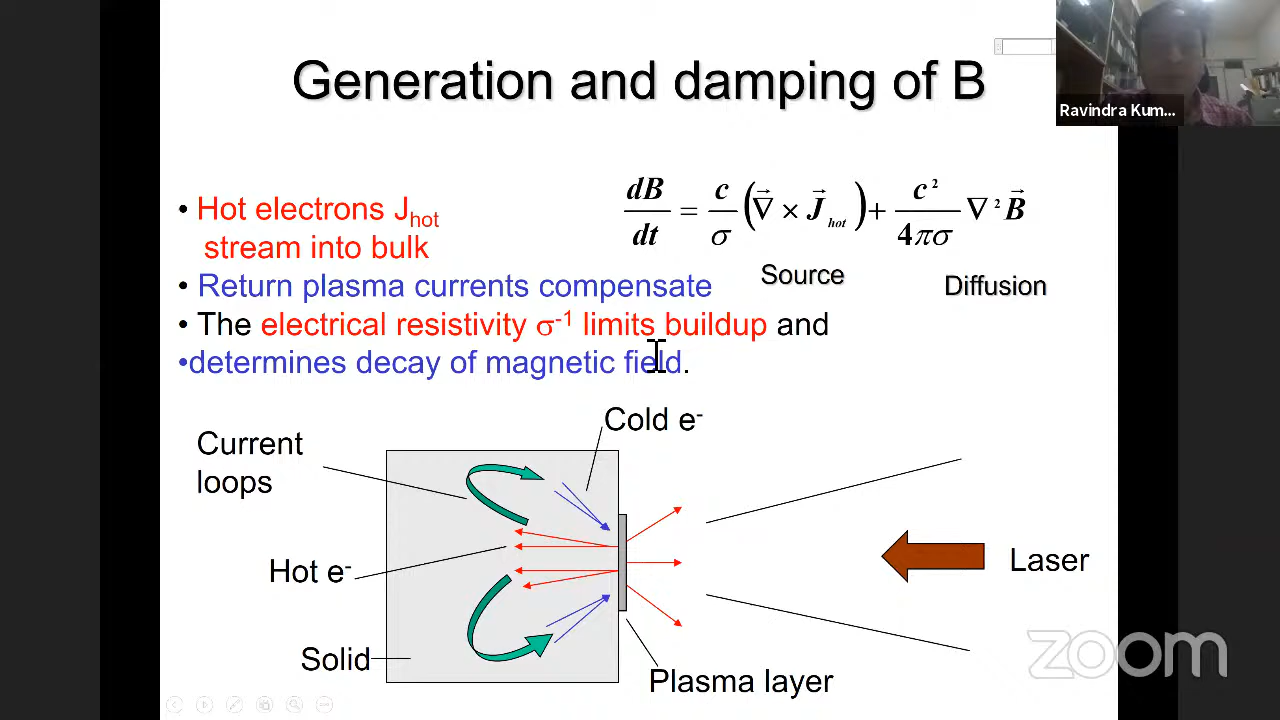 Generation and damping of B
Ravindra Kum...
• Hot electrons J_hot
stream into bulk
• Return plasma currents compensate
• The electrical resistivity σ⁻¹ limits buildup and
•determines decay of magnetic field.
dB/dt = c/σ (∇⃗ × J⃗_hot) + c²/4πσ ∇² B⃗
Source
Diffusion
Cold e⁻
Current
loops
Hot e⁻
Laser
Solid
Plasma layer
zoom